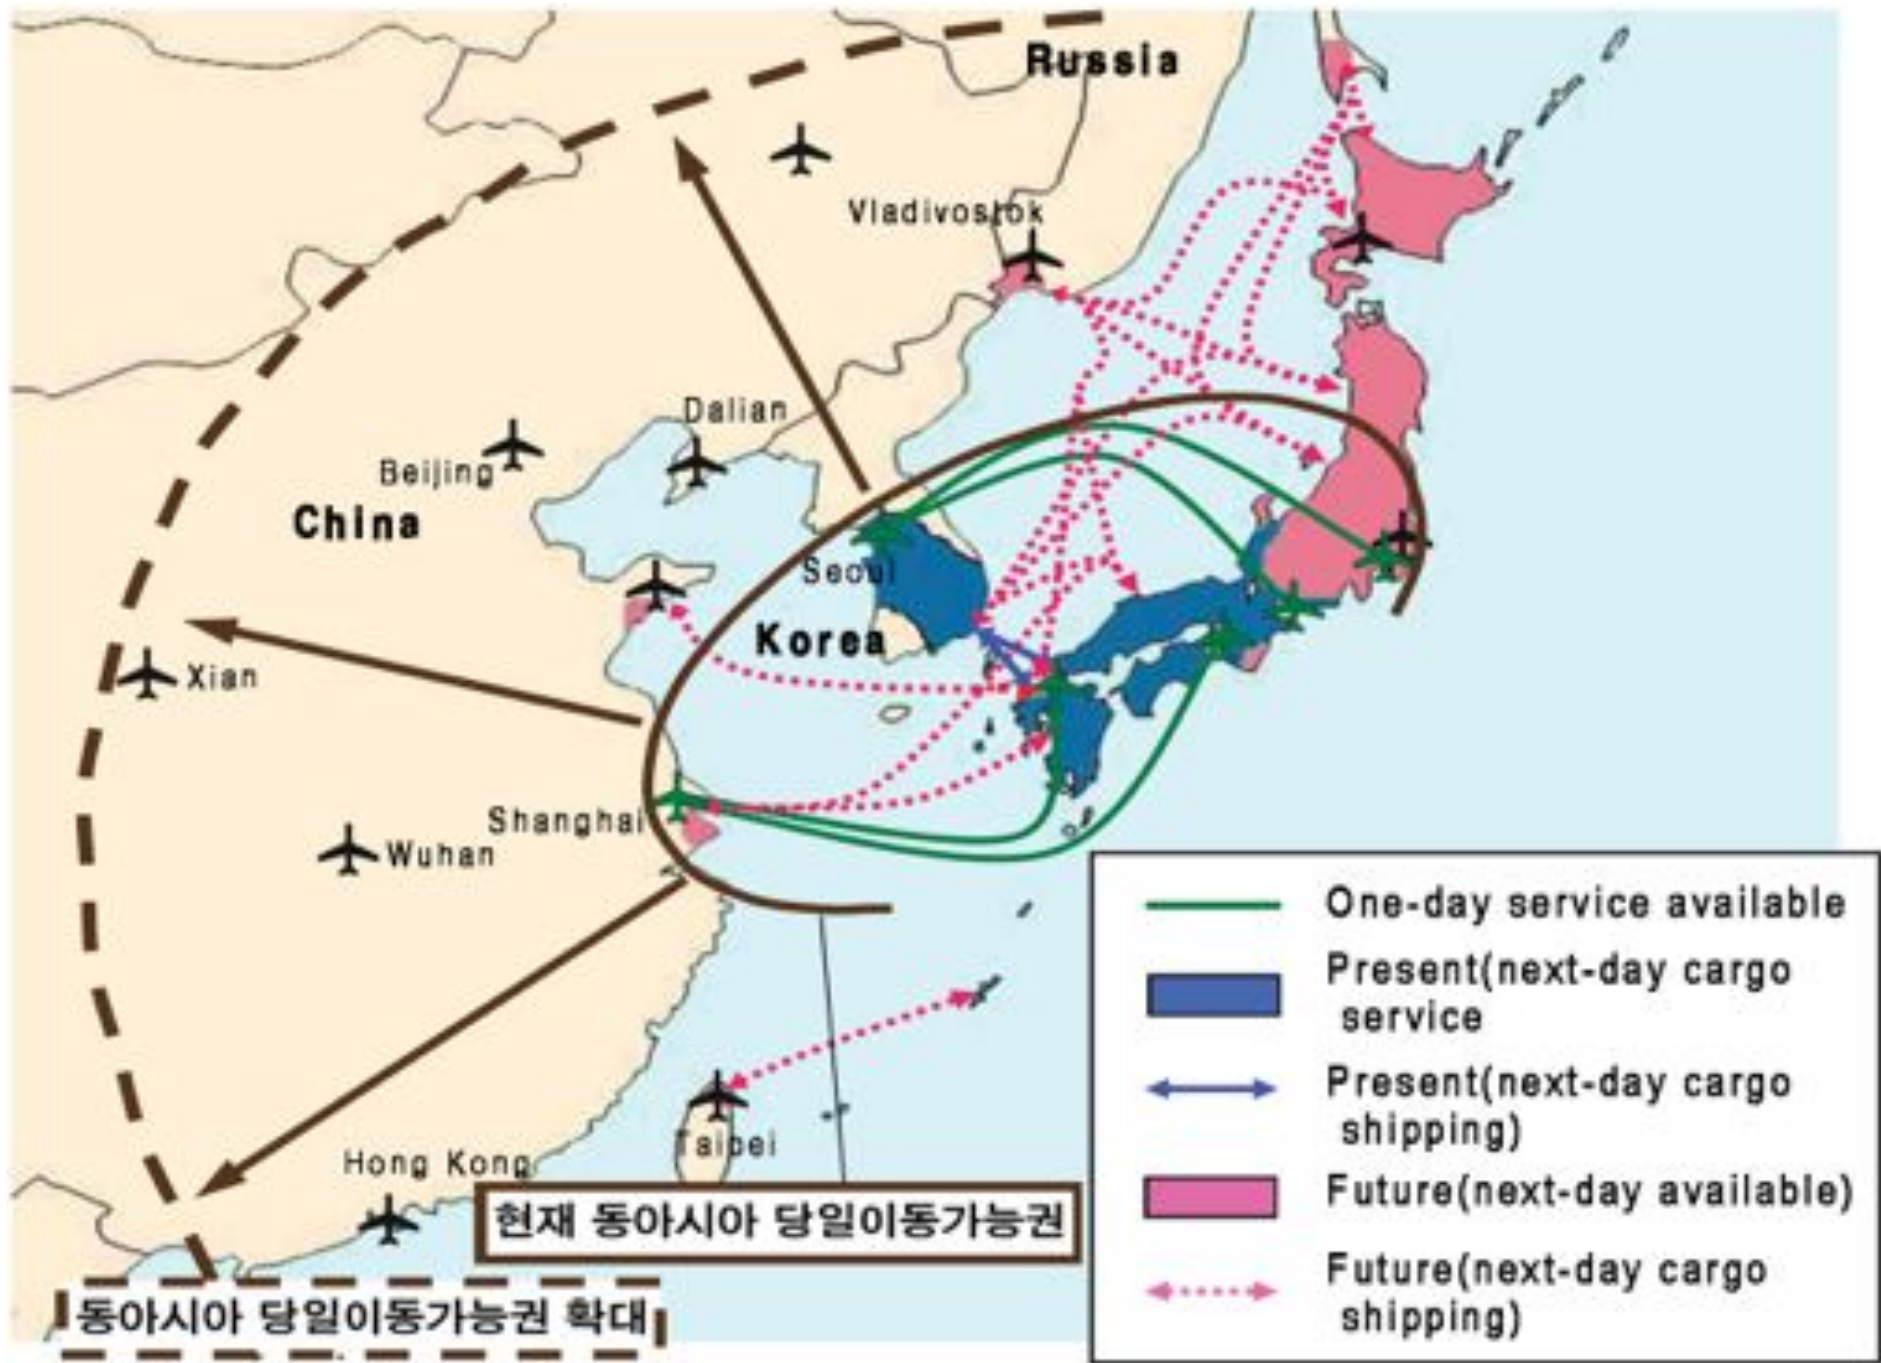 Russia
Vladivostok
Dalian
Beijing
China
Seoul
Korea
Xian
Shanghai
Wuhan
Taipei
Hong Kong
현재 동아시아 당일이동가능권
동아시아 당일이동가능권 확대
One-day service available
Present(next-day cargo
service
Present(next-day cargo
shipping)
Future(next-day available)
Future(next-day cargo
shipping)